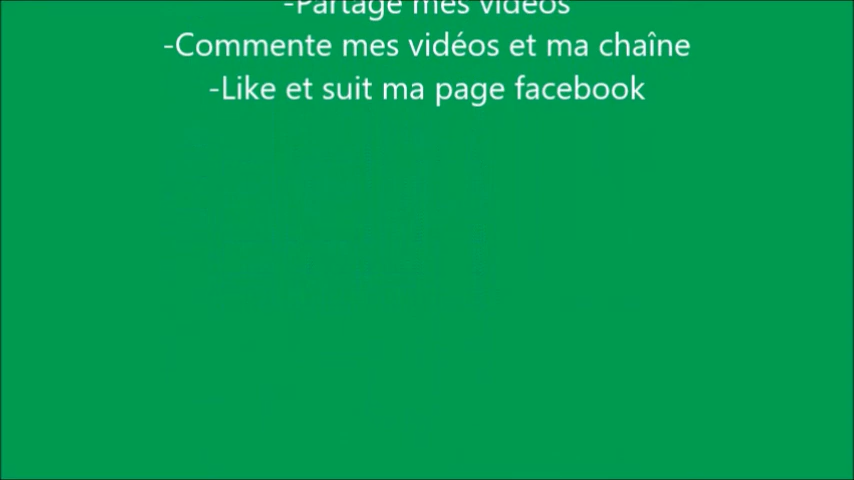 -Partage mes vidéos
-Commente mes vidéos et ma chaîne
-Like et suit ma page facebook